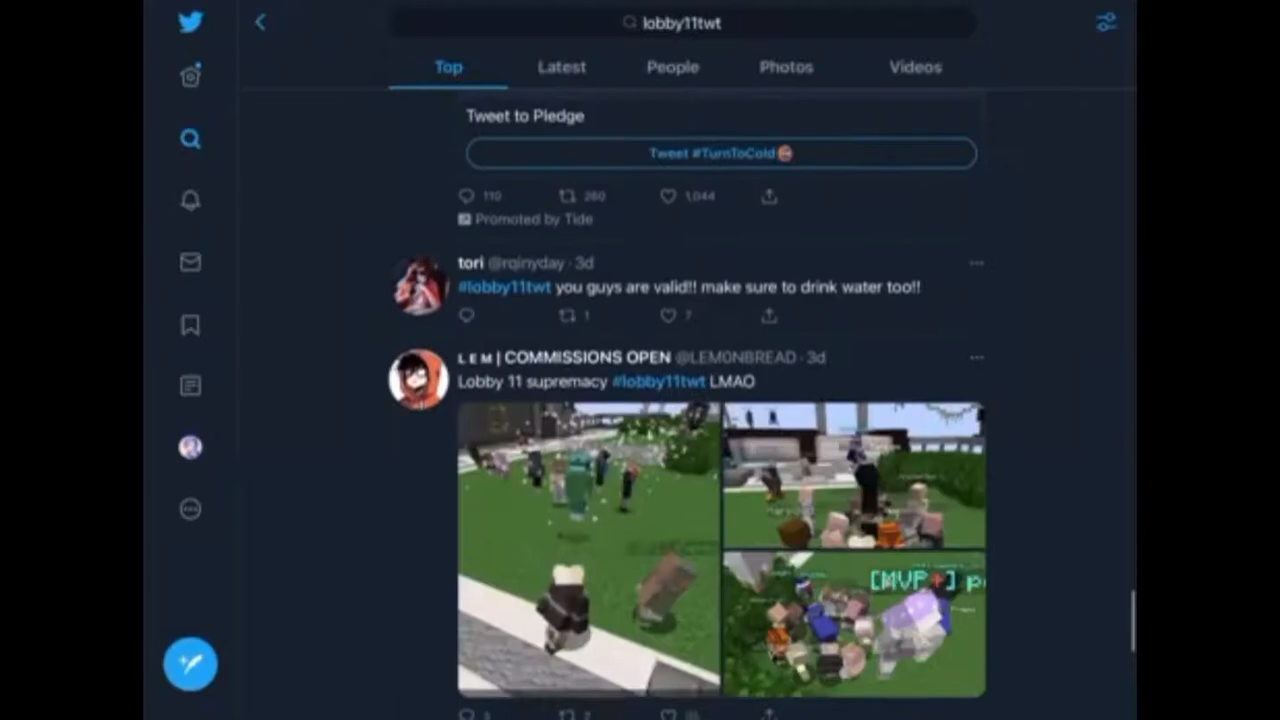 lobby11twt
Top Latest People Photos Videos
Tweet to Pledge
Tweet #TurnToCold
110 260 1,044
Promoted by Tide
tori @rqinyday · 3d
#lobby11twt you guys are valid!! make sure to drink water too!!
1 7
L E M | COMMISSIONS OPEN @LEM0NBREAD · 3d
Lobby 11 supremacy #lobby11twt LMAO
[MVP+]